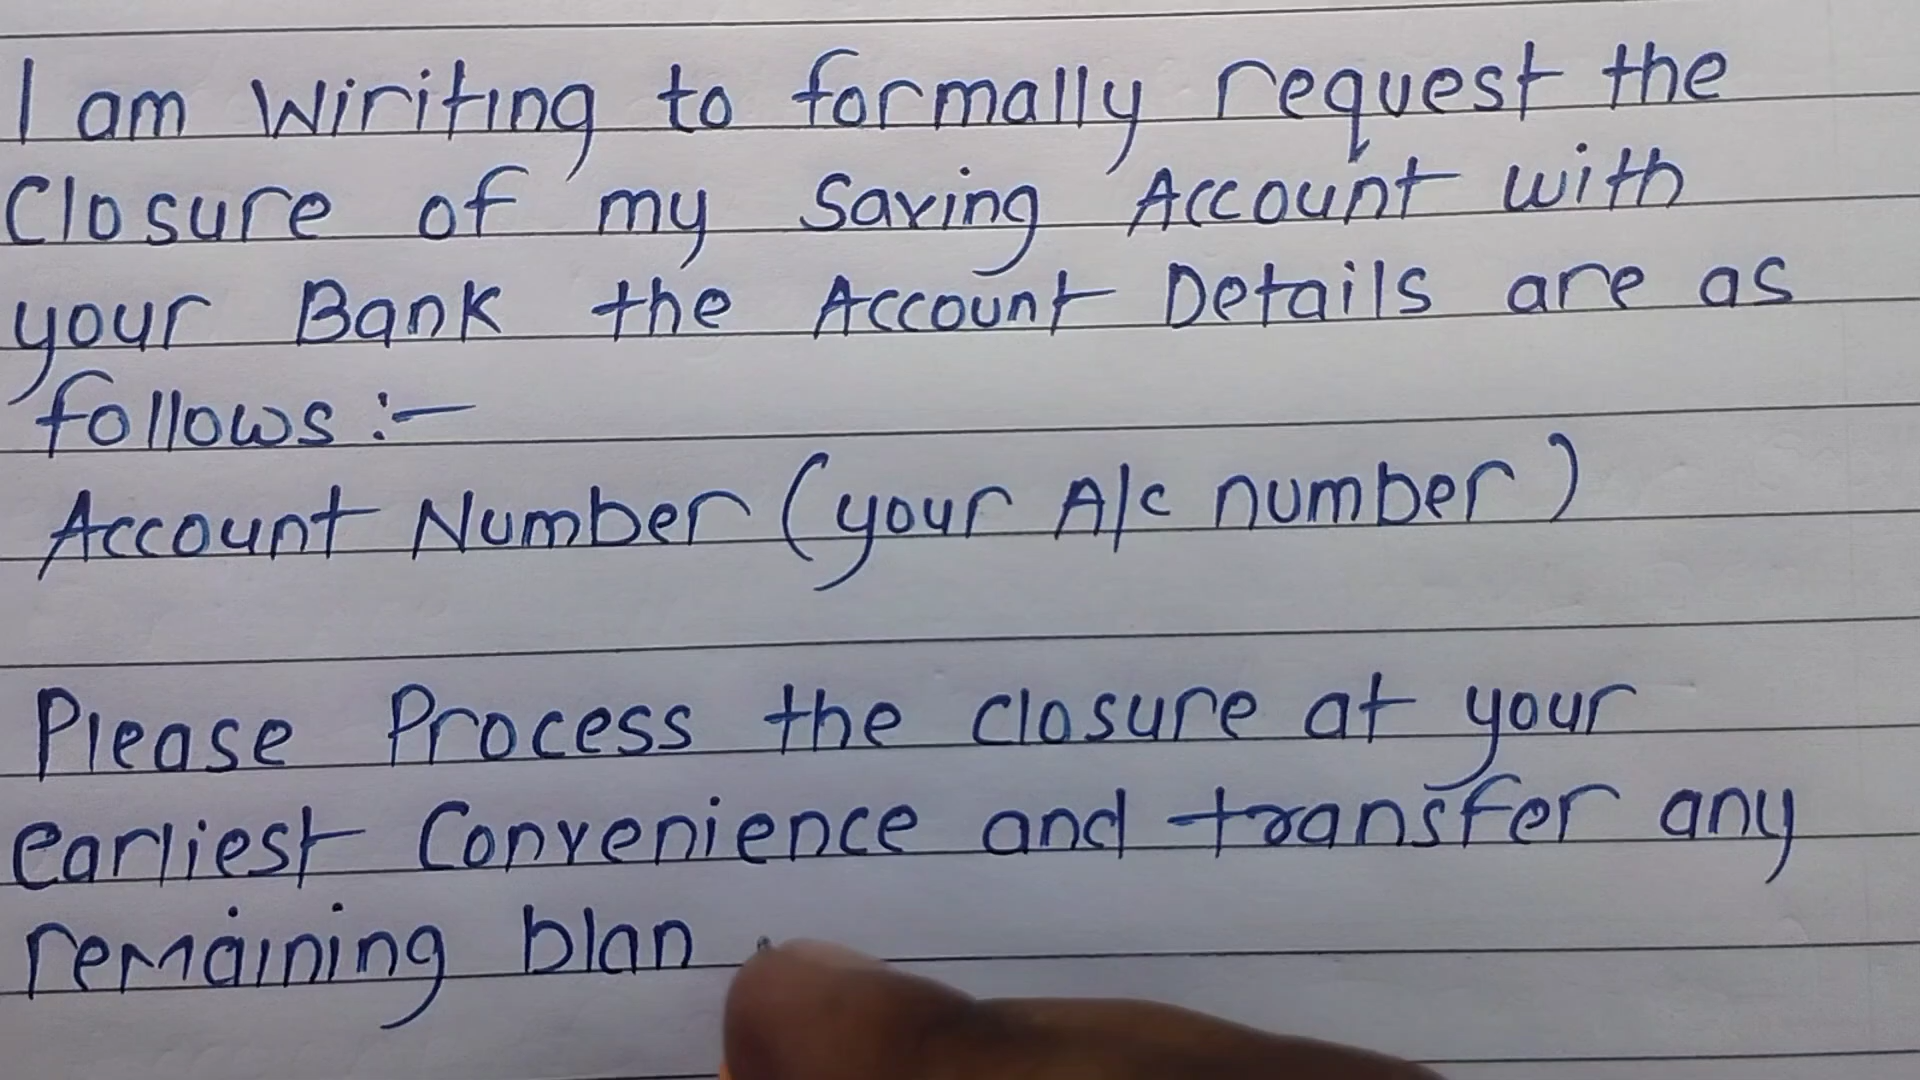 I am Wiriting to formally request the
Closure of my Saving Account with
your Bank the Account Details are as
follows :-
Account Number (your A/c number)
Please Process the closure at your
earliest Convenience and transfer any
remaining blan